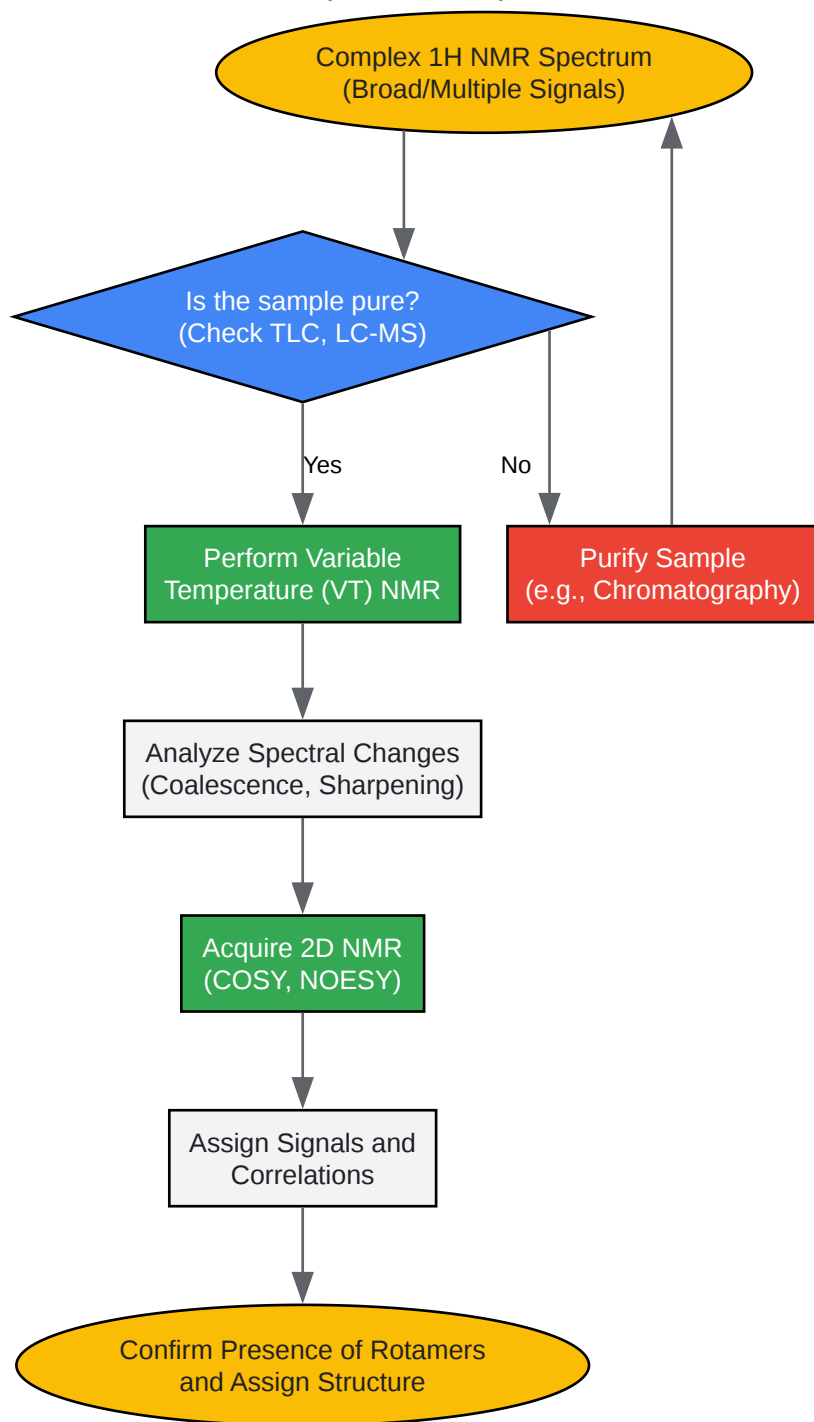 Complex 1H NMR Spectrum
(Broad/Multiple Signals)
Is the sample pure?
(Check TLC, LC-MS)
Yes
No
Perform Variable
Temperature (VT) NMR
Purify Sample
(e.g., Chromatography)
Analyze Spectral Changes
(Coalescence, Sharpening)
Acquire 2D NMR
(COSY, NOESY)
Assign Signals and
Correlations
Confirm Presence of Rotamers
and Assign Structure